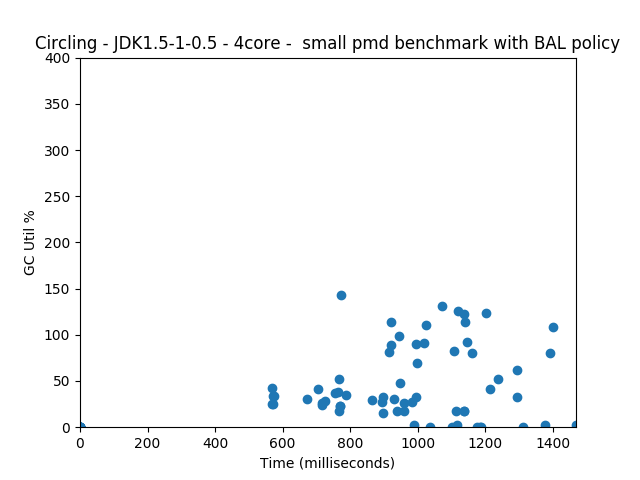 Circling - JDK1.5-1-0.5 - 4core -  small pmd benchmark with BAL policy
400
350
300
250
200
150
100
50
0
GC Util %
0 200 400 600 800 1000 1200 1400
Time (milliseconds)